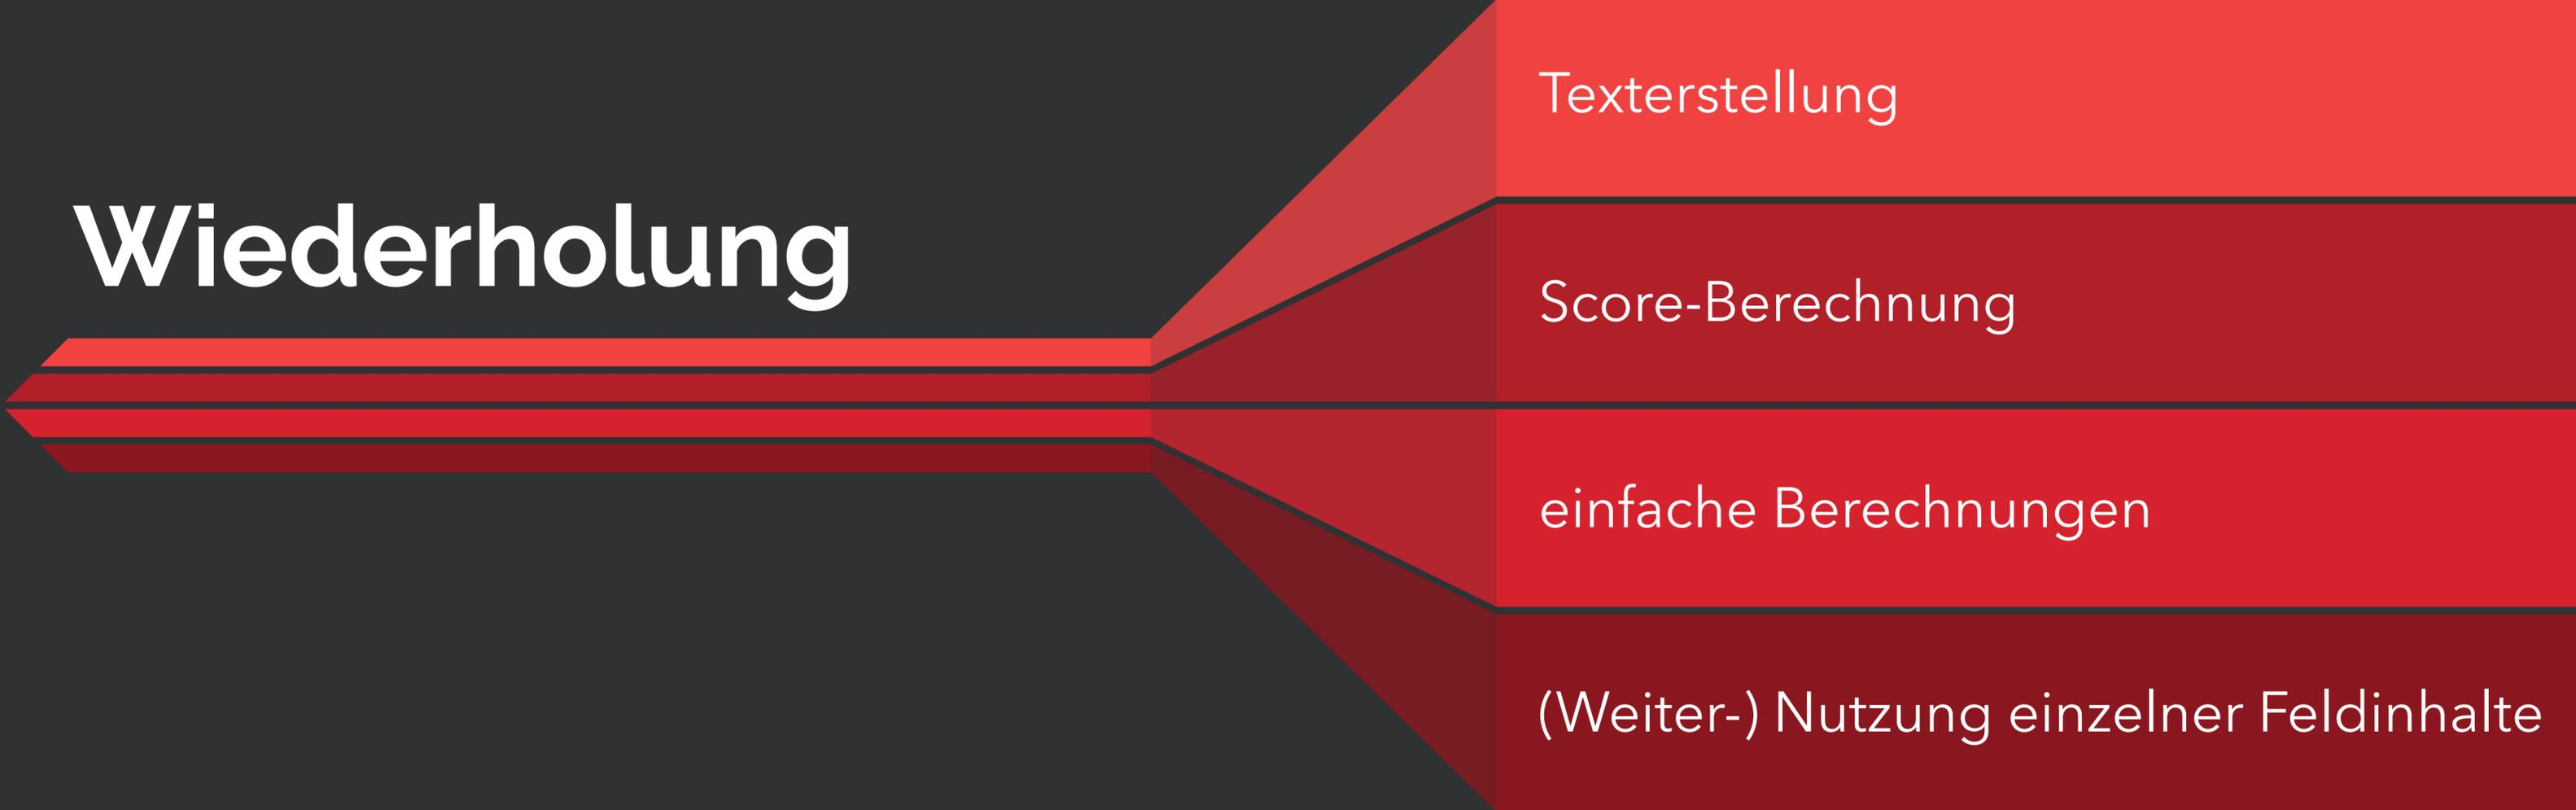 Wiederholung
Texterstellung
Score-Berechnung
einfache Berechnungen
(Weiter-) Nutzung einzelner Feldinhalte